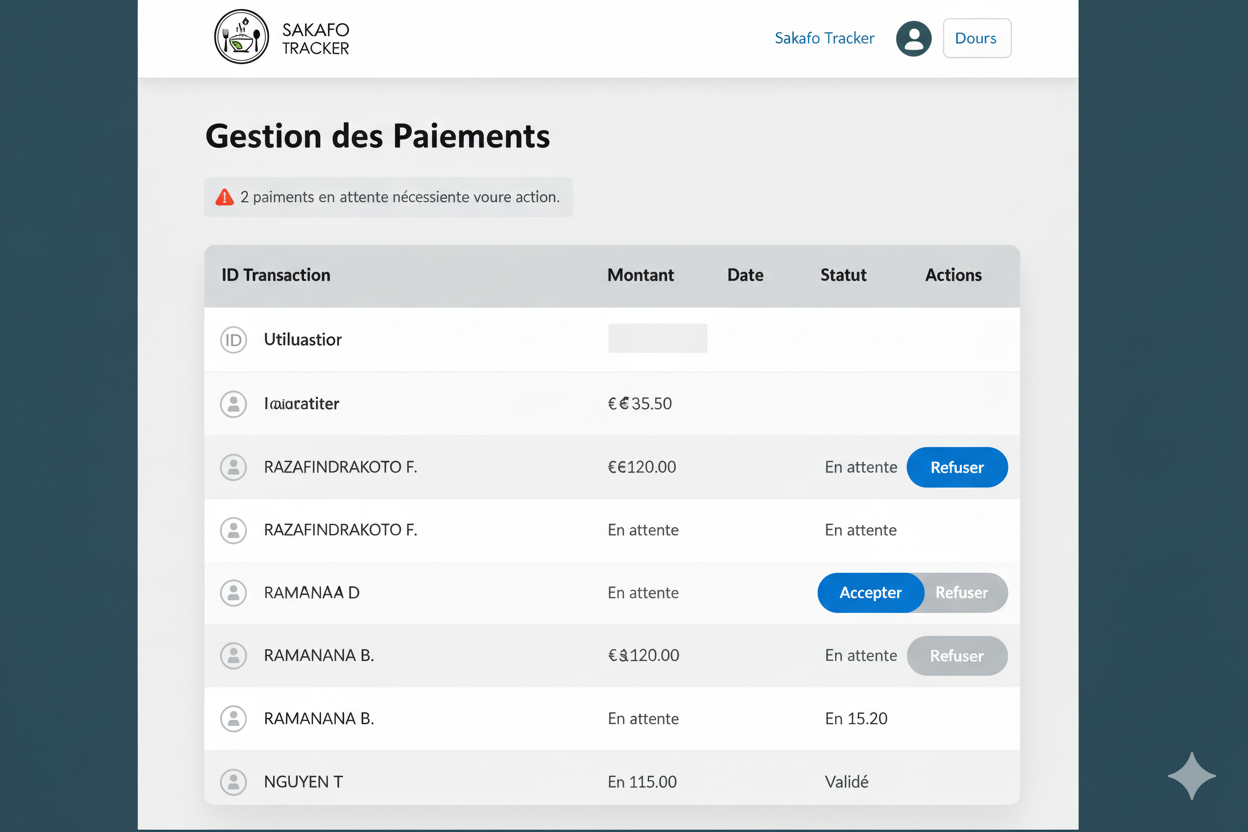 SAKAFO
TRACKER
Sakafo Tracker
Dours
Gestion des Paiements
2 paiments en attente nécessiente voure action.
ID Transaction Montant Date Statut Actions
ID Utiluastior
€ €35.50
RAZAFINDRAKOTO F. €€120.00 En attente Refuser
RAZAFINDRAKOTO F. En attente En attente
RAMANAA D En attente Accepter Refuser
RAMANANA B. € 120.00 En attente Refuser
RAMANANA B. En attente En 15.20
NGUYEN T En 115.00 Validé